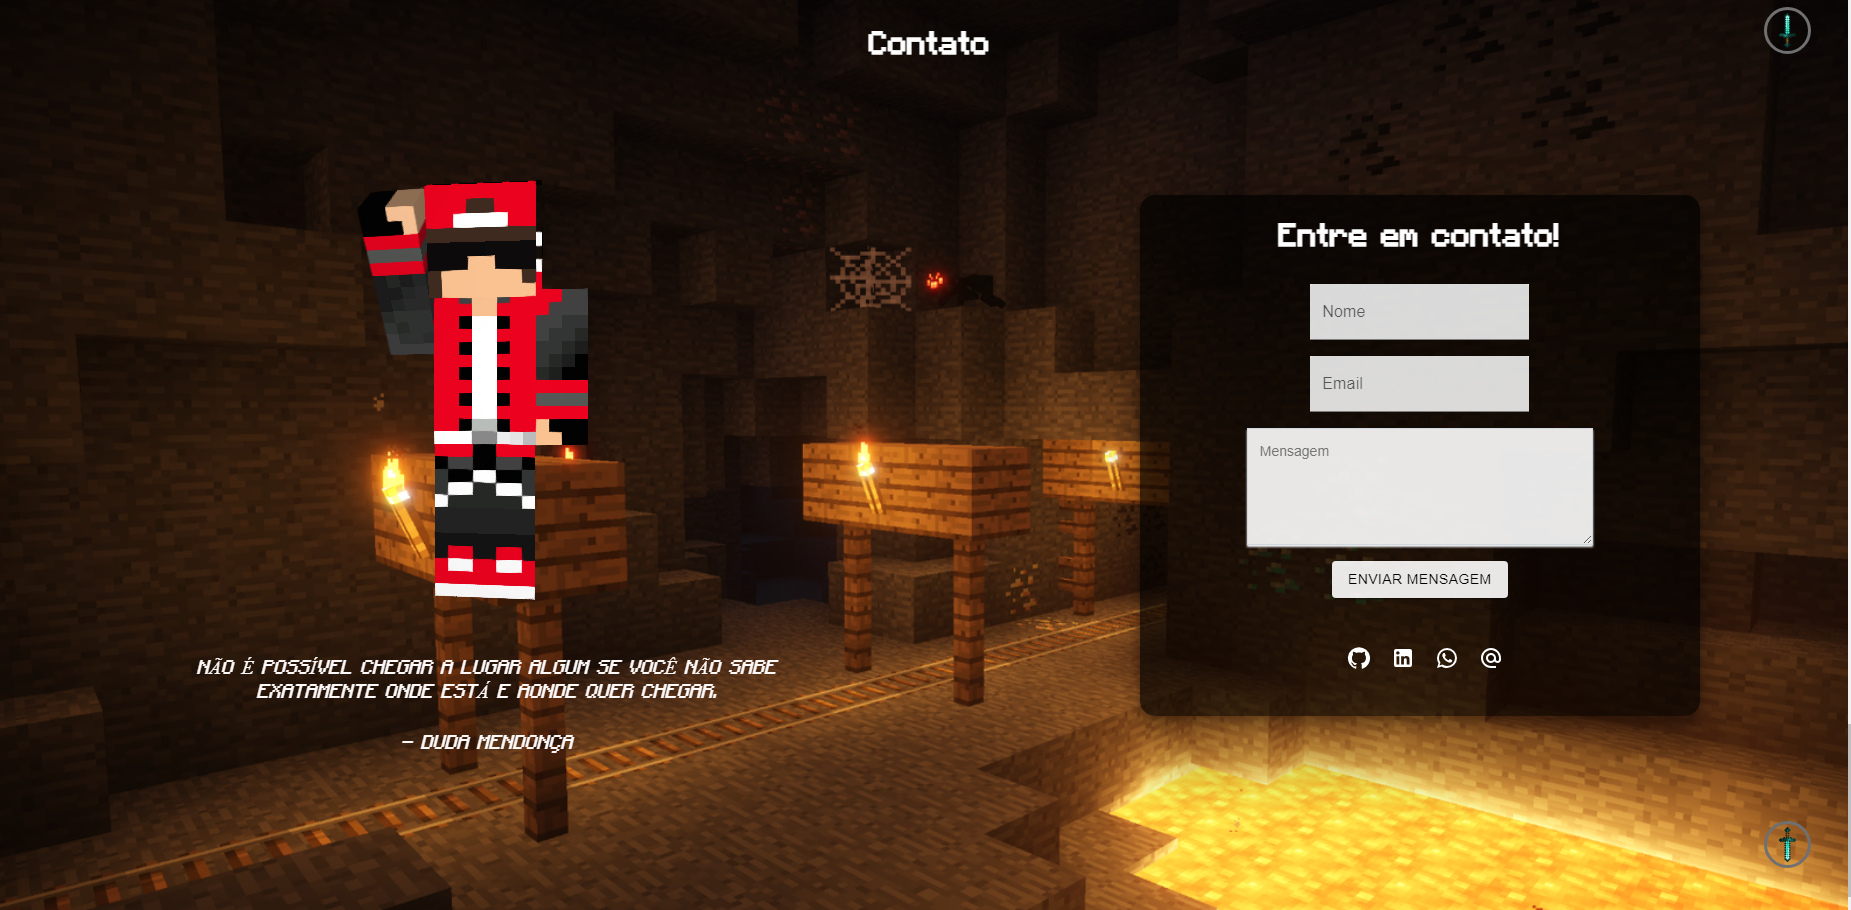 Contato
NÃO É POSSÍVEL CHEGAR A LUGAR ALGUM SE VOCÊ NÃO SABE
EXATAMENTE ONDE ESTÁ E AONDE QUER CHEGAR.
- DUDA MENDONÇA
Entre em contato!
Nome
Email
Mensagem
ENVIAR MENSAGEM